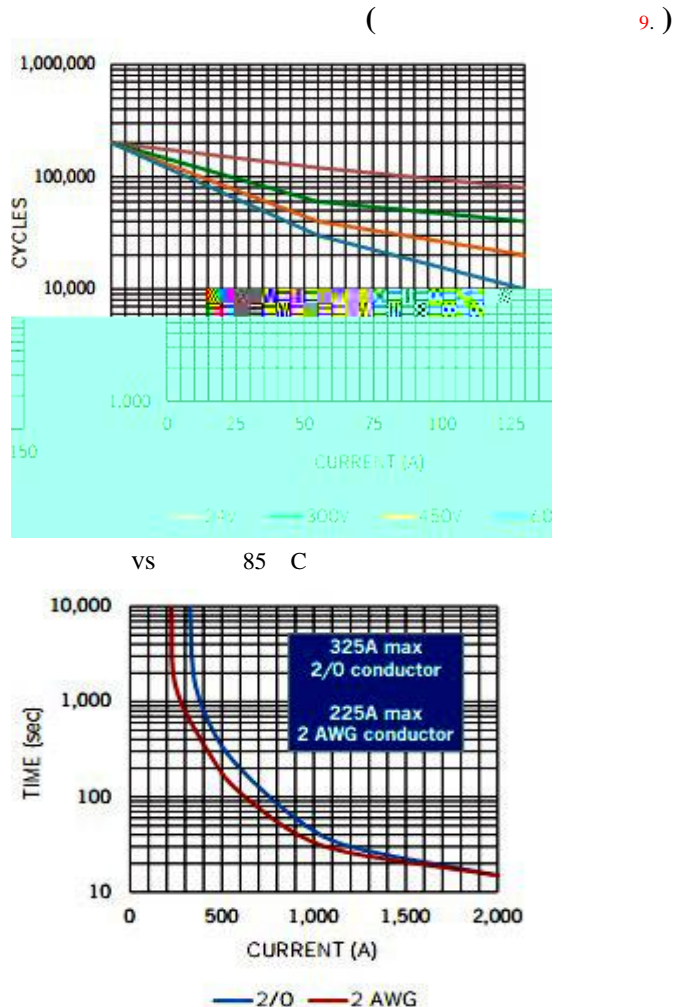 ( 9. )
1,000,000
100,000
CYCLES
10,000
1,000
0 25 50 75 100 125
150
CURRENT (A)
24V 300V 450V
vs 85 C
10,000
325A max
2/O conductor
1,000
225A max
2 AWG conductor
TIME (sec)
100
10
0 500 1,000 1,500 2,000
CURRENT (A)
2/O 2 AWG